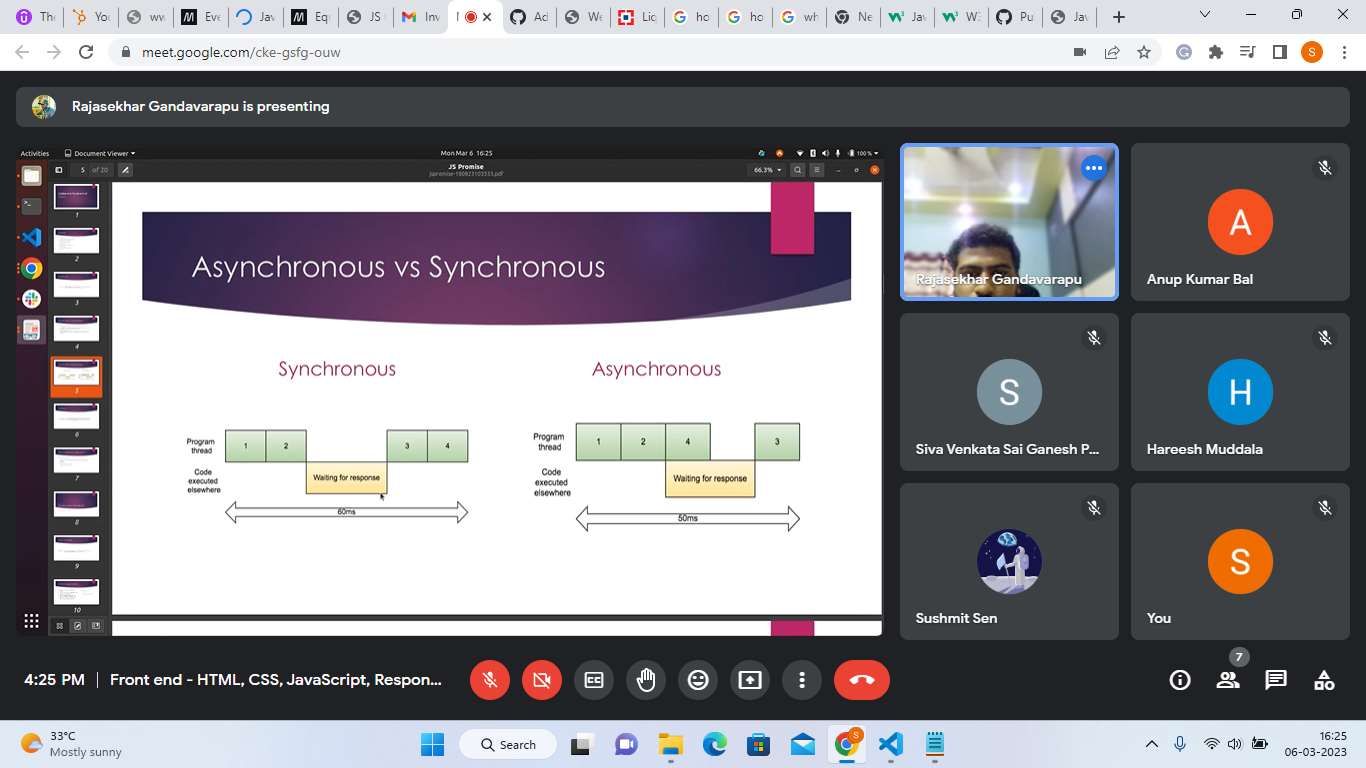 The
You
ww
Eve
Jav
Equ
JS (
Inv
Ad
We
Liq
ho
ho
wh
Ne
Jav
W3
Pu
Jav
meet.google.com/cke-gsfg-ouw
S
Rajasekhar Gandavarapu is presenting
Activities
Document Viewer
Mon Mar 6 16:25
100 %
5 of 20
JS Promise
jspromise-190823103333.pdf
66.3%
1
2
3
4
5
6
7
8
9
10
Asynchronous vs Synchronous
Synchronous
Asynchronous
Program thread
1 2 3 4
Code executed elsewhere
Waiting for response
60ms
Program thread
1 2 4 3
Code executed elsewhere
Waiting for response
50ms
Rajasekhar Gandavarapu
A
Anup Kumar Bal
S
Siva Venkata Sai Ganesh P...
H
Hareesh Muddala
Sushmit Sen
S
You
4:25 PM
Front end - HTML, CSS, JavaScript, Respon...
7
33°C
Mostly sunny
Search
S
16:25
06-03-2023